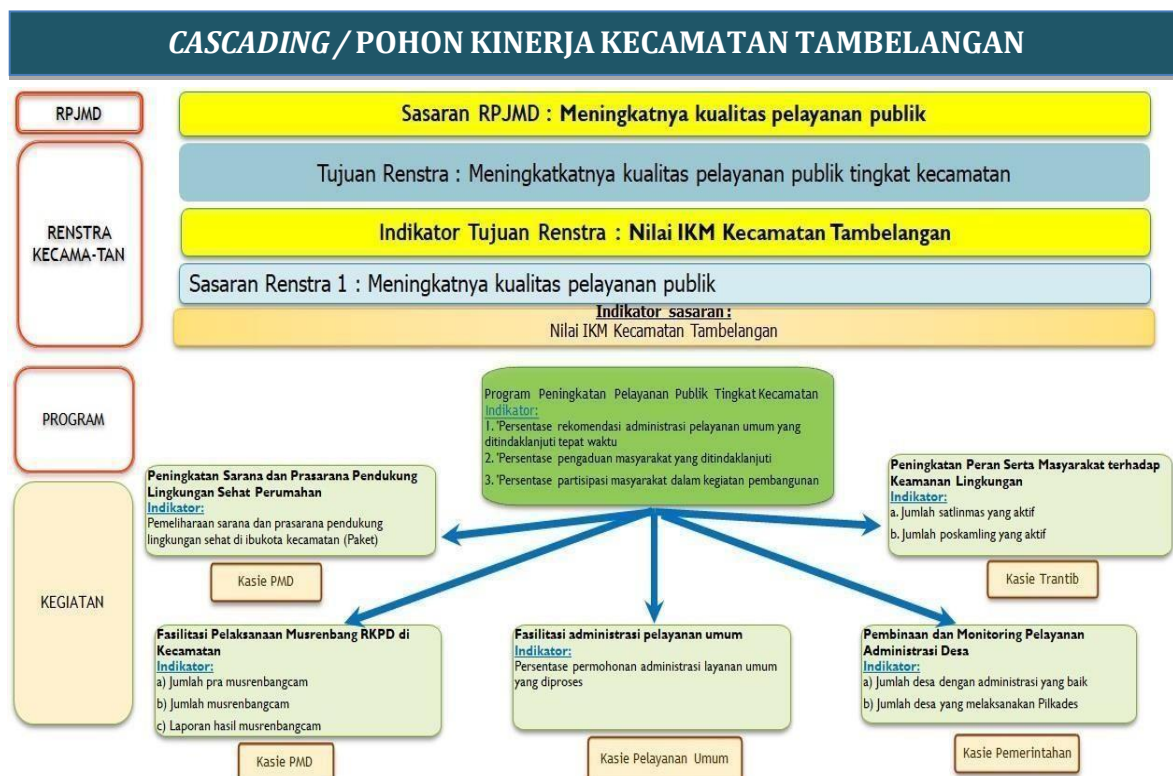 CASCADING / POHON KINERJA KECAMATAN TAMBELANGAN
RPJMD
Sasaran RPJMD : Meningkatnya kualitas pelayanan publik
RENSTRA
KECAMA-TAN
Tujuan Renstra : Meningkatkatnya kualitas pelayanan publik tingkat kecamatan
Indikator Tujuan Renstra : Nilai IKM Kecamatan Tambelangan
Sasaran Renstra 1 : Meningkatnya kualitas pelayanan publik
Indikator sasaran :
Nilai IKM Kecamatan Tambelangan
PROGRAM
Program Peningkatan Pelayanan Publik Tingkat Kecamatan
Indikator:
1. 'Persentase rekomendasi administrasi pelayanan umum yang
ditindaklanjuti tepat waktu
2. 'Persentase pengaduan masyarakat yang ditindaklanjuti
3. 'Persentase partisipasi masyarakat dalam kegiatan pembangunan
KEGIATAN
Peningkatan Sarana dan Prasarana Pendukung
Lingkungan Sehat Perumahan
Indikator:
Pemeliharaan sarana dan prasarana pendukung
lingkungan sehat di ibukota kecamatan (Paket)
Kasie PMD
Peningkatan Peran Serta Masyarakat terhadap
Keamanan Lingkungan
Indikator:
a. Jumlah satlinmas yang aktif
b. Jumlah poskamling yang aktif
Kasie Trantib
Fasilitasi Pelaksanaan Musrenbang RKPD di
Kecamatan
Indikator:
a) Jumlah pra musrenbangcam
b) Jumlah musrenbangcam
c) Laporan hasil musrenbangcam
Kasie PMD
Fasilitasi administrasi pelayanan umum
Indikator:
Persentase permohonan administrasi layanan umum
yang diproses
Kasie Pelayanan Umum
Pembinaan dan Monitoring Pelayanan
Administrasi Desa
Indikator:
a) Jumlah desa dengan administrasi yang baik
b) Jumlah desa yang melaksanakan Pilkades
Kasie Pemerintahan